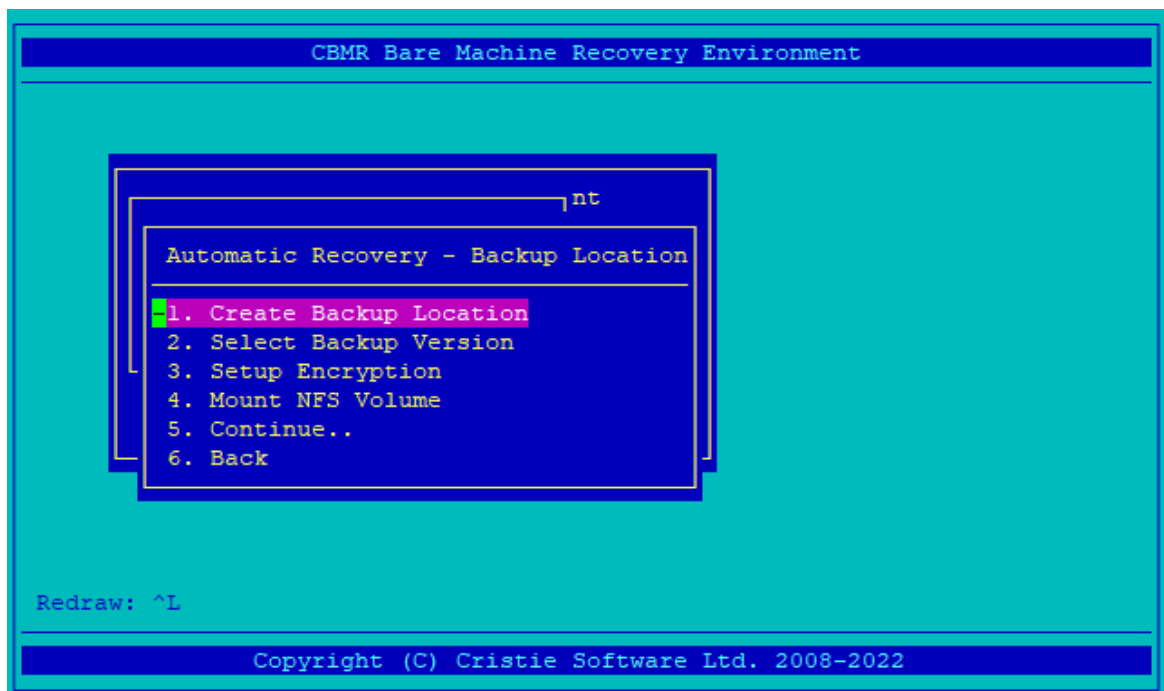 CBMR Bare Machine Recovery Environment
nt
Automatic Recovery - Backup Location
-1. Create Backup Location
2. Select Backup Version
3. Setup Encryption
4. Mount NFS Volume
5. Continue..
6. Back
Redraw: ^L
Copyright (C) Cristie Software Ltd. 2008-2022